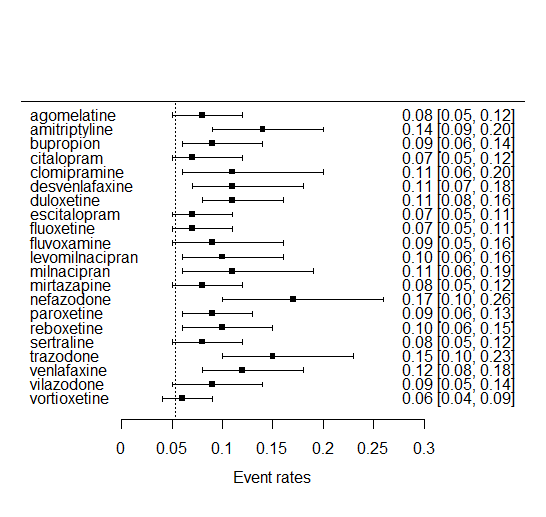 agomelatine 0.08 [0.05, 0.12]
amitriptyline 0.14 [0.09, 0.20]
bupropion 0.09 [0.06, 0.14]
citalopram 0.07 [0.05, 0.12]
clomipramine 0.11 [0.06, 0.20]
desvenlafaxine 0.11 [0.07, 0.18]
duloxetine 0.11 [0.08, 0.16]
escitalopram 0.07 [0.05, 0.11]
fluoxetine 0.07 [0.05, 0.11]
fluvoxamine 0.09 [0.05, 0.16]
levomilnacipran 0.10 [0.06, 0.16]
milnacipran 0.11 [0.06, 0.19]
mirtazapine 0.08 [0.05, 0.12]
nefazodone 0.17 [0.10, 0.26]
paroxetine 0.09 [0.06, 0.13]
reboxetine 0.10 [0.06, 0.15]
sertraline 0.08 [0.05, 0.12]
trazodone 0.15 [0.10, 0.23]
venlafaxine 0.12 [0.08, 0.18]
vilazodone 0.09 [0.05, 0.14]
vortioxetine 0.06 [0.04, 0.09]
0 0.05 0.1 0.15 0.2 0.25 0.3
Event rates